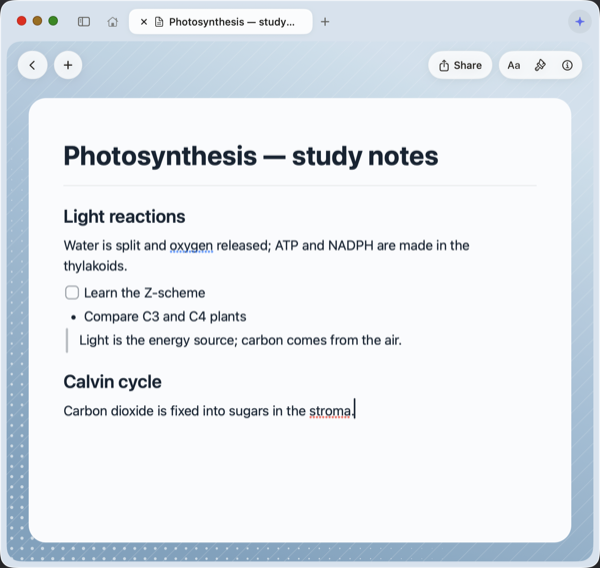 Photosynthesis — study...
Share
Aa
Photosynthesis — study notes
Light reactions
Water is split and oxygen released; ATP and NADPH are made in the
thylakoids.
Learn the Z-scheme
• Compare C3 and C4 plants
Light is the energy source; carbon comes from the air.
Calvin cycle
Carbon dioxide is fixed into sugars in the stroma.